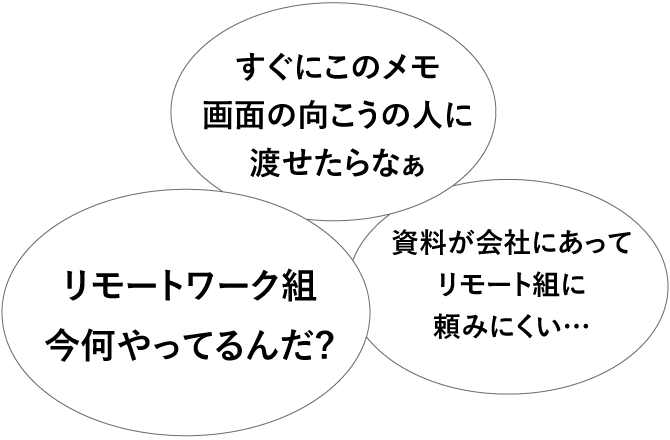 すぐにこのメモ
画面の向こうの人に
渡せたらなぁ
資料が会社にあって
リモート組に
頼みにくい…
リモートワーク組
今何やってるんだ?